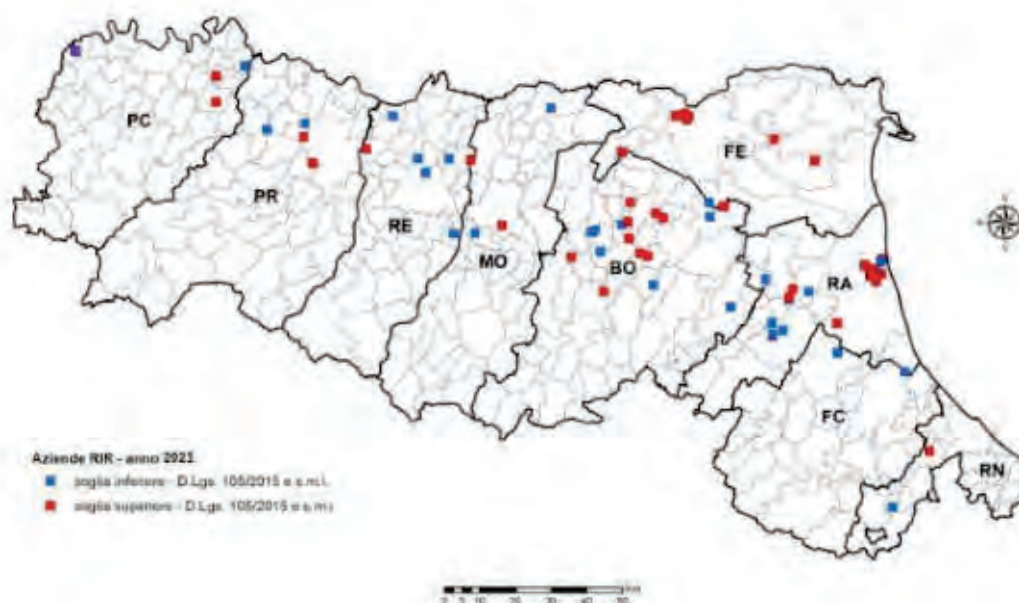 PC
PR
RE
MO
BO
FE
RA
FC
RN
Aziende RIR - anno 2023
soglia inferiore - D.Lgs. 105/2015 e s.m.i.
soglia superiore - D.Lgs. 105/2015 e s.m.i